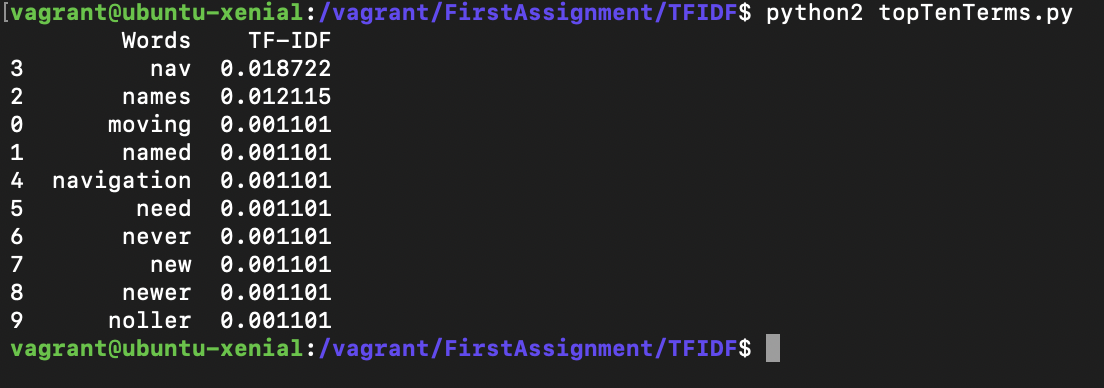 [vagrant@ubuntu-xenial:/vagrant/FirstAssignment/TFIDF$ python2 topTenTerms.py
Words TF-IDF
3 nav 0.018722
2 names 0.012115
0 moving 0.001101
1 named 0.001101
4 navigation 0.001101
5 need 0.001101
6 never 0.001101
7 new 0.001101
8 newer 0.001101
9 noller 0.001101
vagrant@ubuntu-xenial:/vagrant/FirstAssignment/TFIDF$